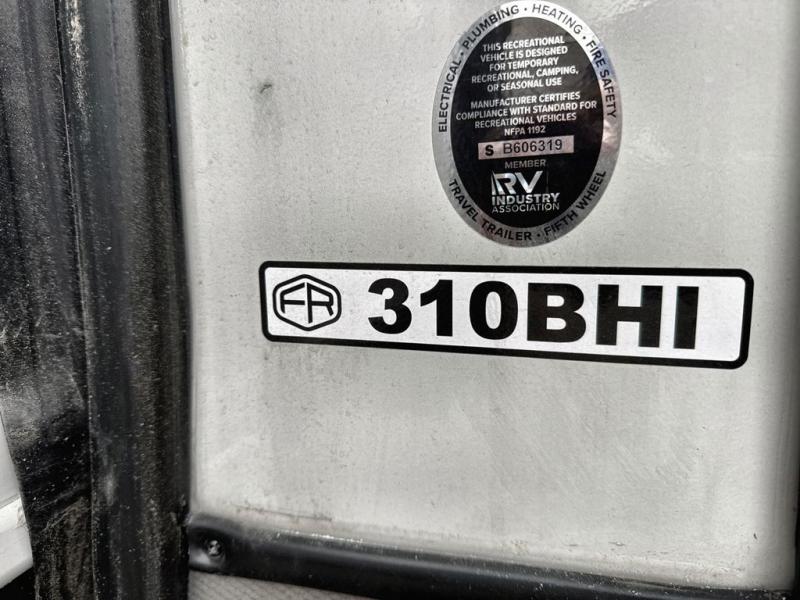 ELECTRICAL · PLUMBING · HEATING · FIRE SAFETY
THIS RECREATIONAL
VEHICLE IS DESIGNED
FOR TEMPORARY
RECREATIONAL, CAMPING,
OR SEASONAL USE
MANUFACTURER CERTIFIES
COMPLIANCE WITH STANDARD FOR
RECREATIONAL VEHICLES
NFPA 1192
S B606319
MEMBER
RV
INDUSTRY
ASSOCIATION
TRAVEL TRAILER · FIFTH WHEEL
FR 310BHI